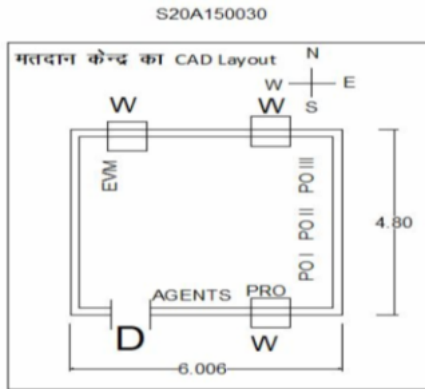 S20A150030
मतदान केन्द्र का CAD Layout
N
W E
S
W W
EVM
PO III
PO II
PO I
4.80
AGENTS PRO
D
W
6.006